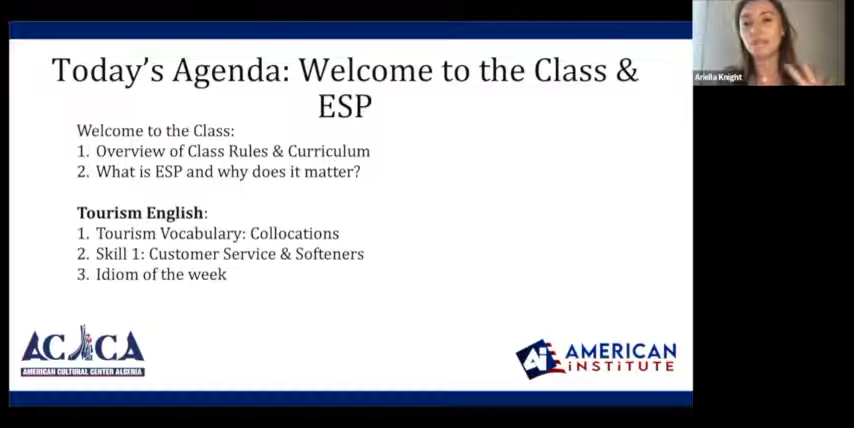 Today's Agenda: Welcome to the Class &
ESP
Welcome to the Class:
1. Overview of Class Rules & Curriculum
2. What is ESP and why does it matter?
Tourism English:
1. Tourism Vocabulary: Collocations
2. Skill 1: Customer Service & Softeners
3. Idiom of the week
ACCA
AMERICAN CULTURAL CENTER ALGERIA
Ai AMERICAN
INSTITUTE
Ariella Knight